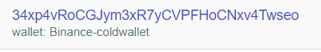 34xp4vRoCGJym3xR7yCVPFHoCNxv4Twseo
wallet: Binance-coldwallet